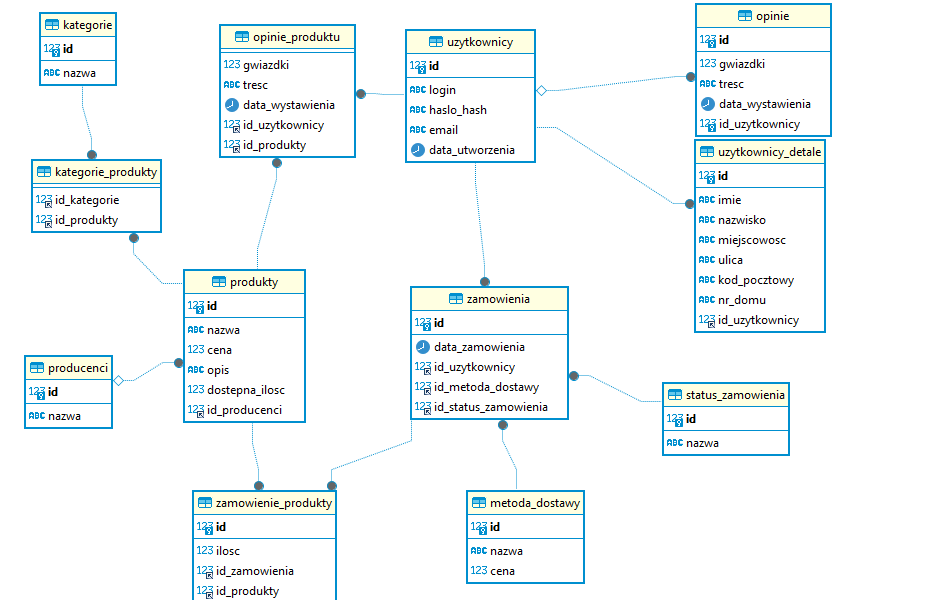 kategorie
123 id
ABC nazwa
opinie_produktu
123 gwiazdki
ABC tresc
data_wystawienia
123 id_uzytkownicy
123 id_produkty
uzytkownicy
123 id
ABC login
ABC haslo_hash
ABC email
data_utworzenia
opinie
123 id
123 gwiazdki
ABC tresc
data_wystawienia
123 id_uzytkownicy
uzytkownicy_detale
123 id
ABC imie
ABC nazwisko
ABC miejscowosc
ABC ulica
ABC kod_pocztowy
ABC nr_domu
123 id_uzytkownicy
kategorie_produkty
123 id_kategorie
123 id_produkty
produkty
123 id
ABC nazwa
123 cena
ABC opis
123 dostepna_ilosc
123 id_producenci
zamowienia
123 id
data_zamowienia
123 id_uzytkownicy
123 id_metoda_dostawy
123 id_status_zamowienia
producenci
123 id
ABC nazwa
status_zamowienia
123 id
ABC nazwa
zamowienie_produkty
123 id
123 ilosc
123 id_zamowienia
123 id_produkty
metoda_dostawy
123 id
ABC nazwa
123 cena